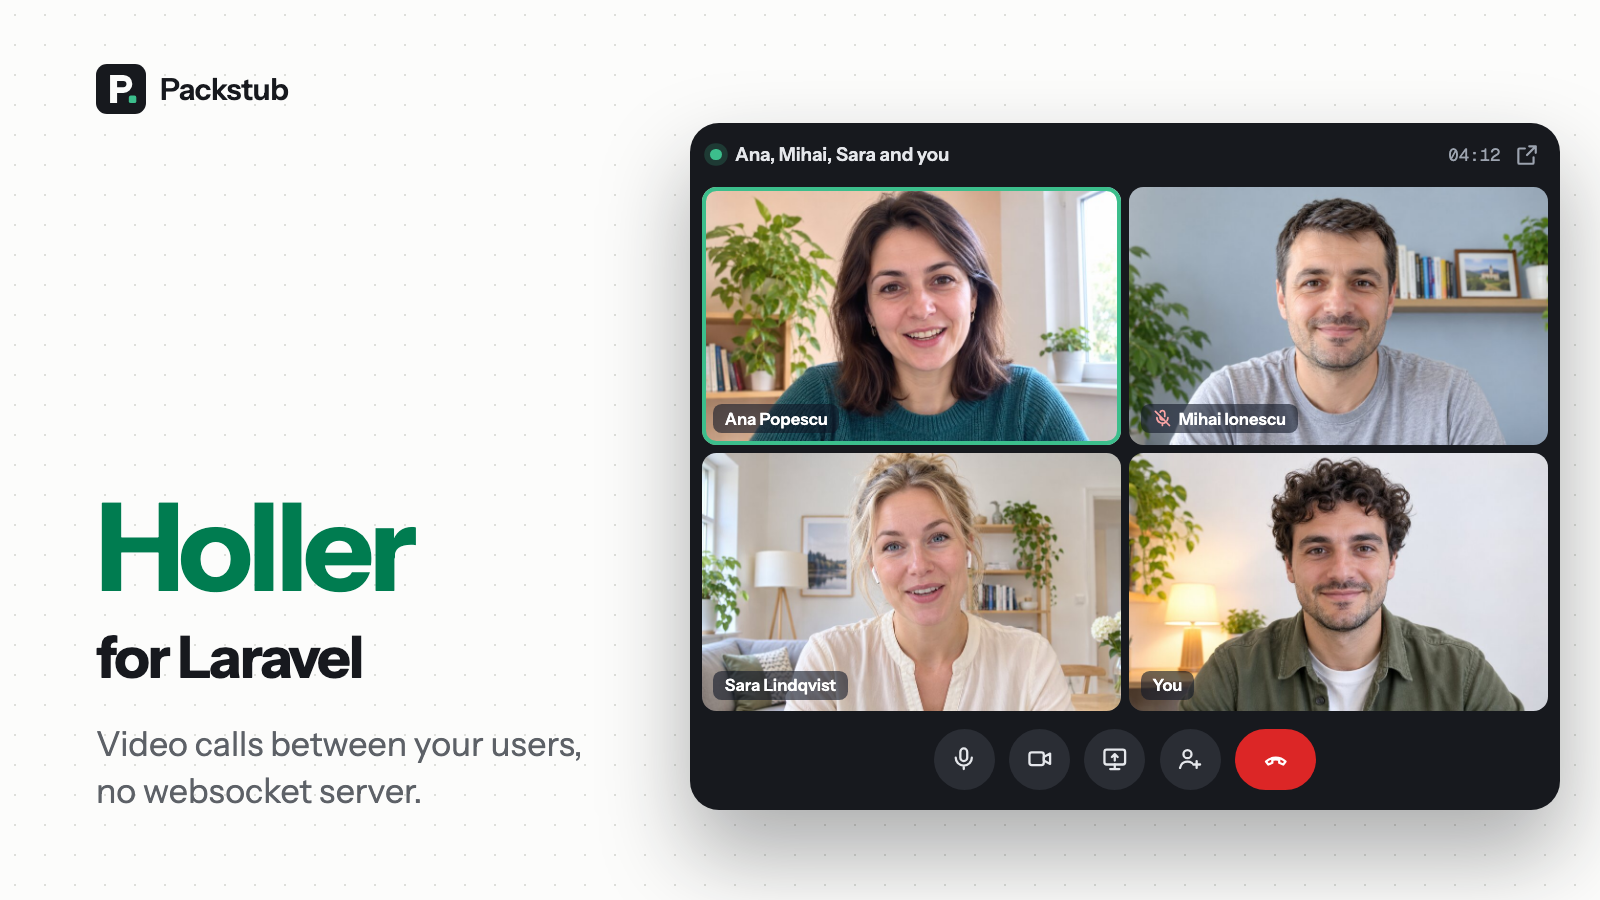 P. Packstub
Holler
for Laravel
Video calls between your users,
no websocket server.
Ana, Mihai, Sara and you
04:12
Ana Popescu
Mihai Ionescu
Sara Lindqvist
You